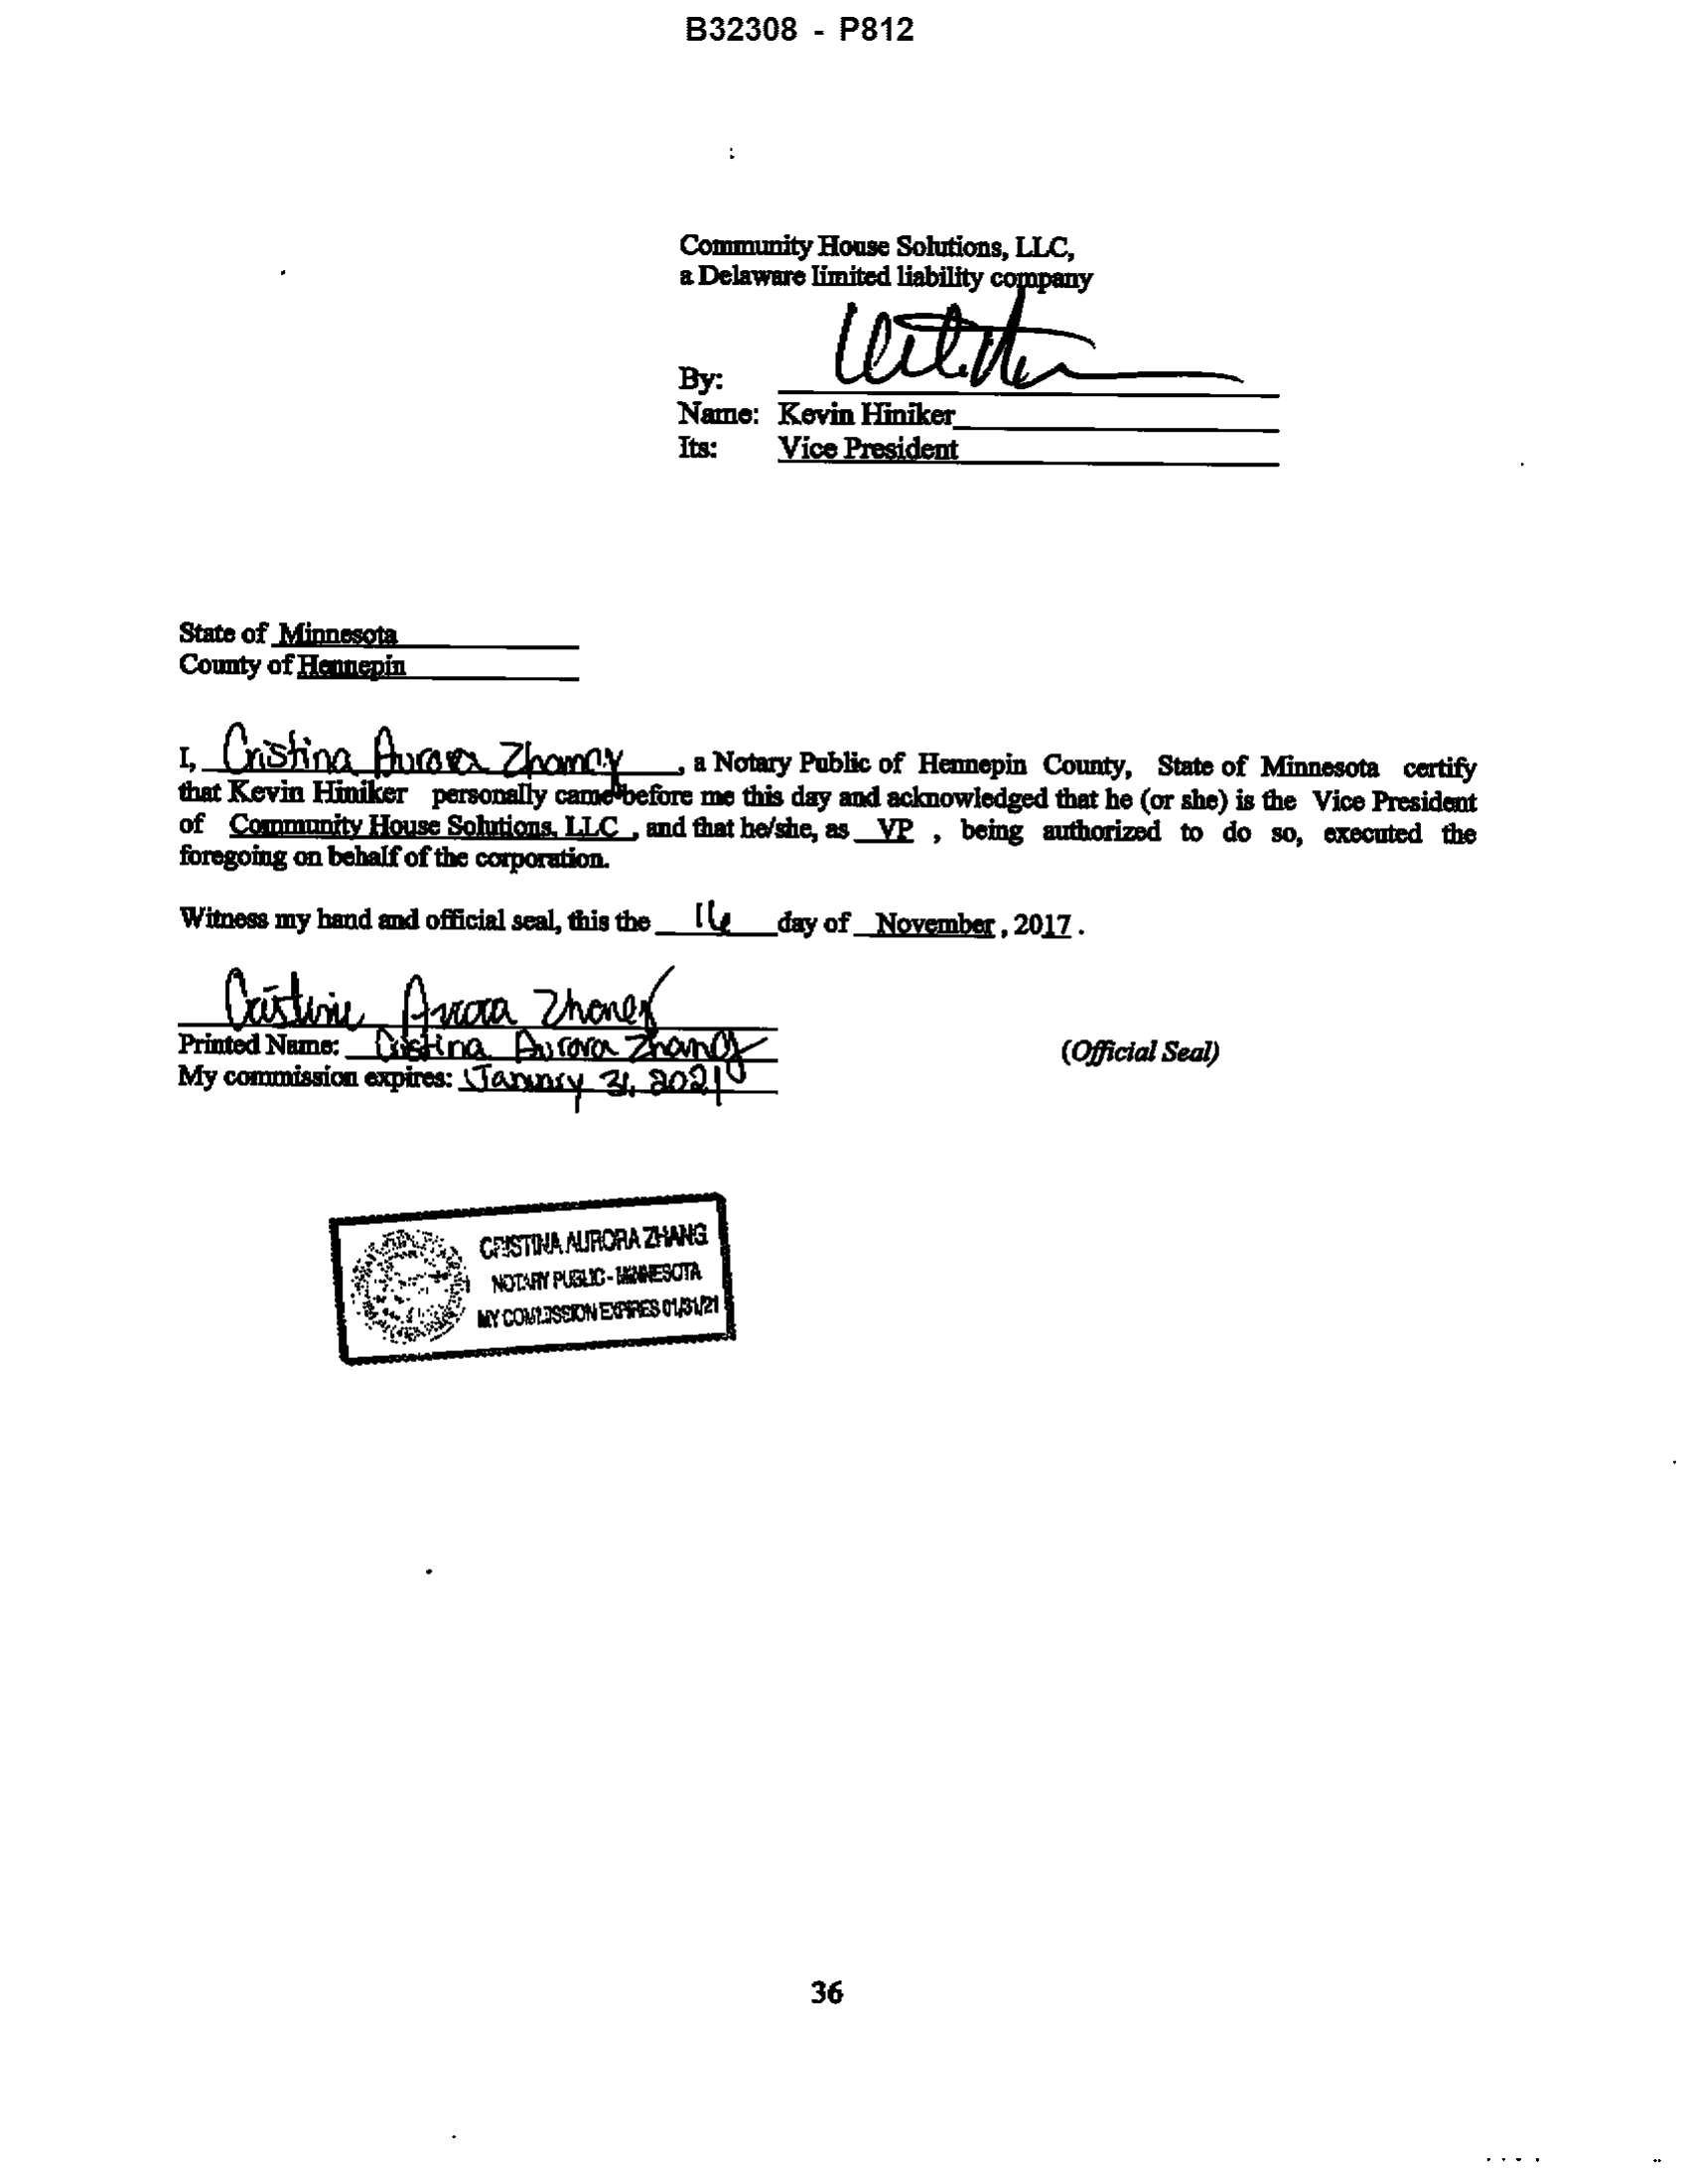 B32308 - P812
Community House Solutions, LLC,
a Delaware limited liability company
By:
Name: Kevin Hiniker
Its: Vice President
State of Minnesota
County of Hennepin
I, Cristina Aurora Zhang, a Notary Public of Hennepin County, State of Minnesota certify
that Kevin Hiniker personally came before me this day and acknowledged that he (or she) is the Vice President
of Community House Solutions, LLC, and that he/she, as VP, being authorized to do so, executed the
foregoing on behalf of the corporation.
Witness my hand and official seal, this the 16 day of November, 2017.
Cristina Aurora Zhang
Printed Name: Cristina Aurora Zhang
(Official Seal)
My commission expires: January 31, 2021
CRISTINA AURORA ZHANG
NOTARY PUBLIC - MINNESOTA
MY COMMISSION EXPIRES 01/31/21
36